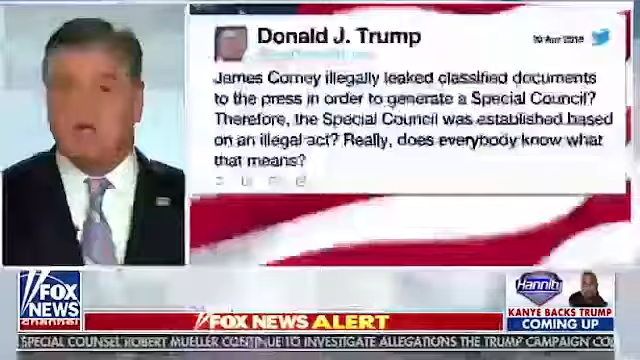 Donald J. Trump
James Comey illegally leaked classified documents
to the press in order to generate a Special Council?
Therefore, the Special Council was established based
on an illegal act? Really, does everybody know what
that means?
FOX
NEWS
channel
Hannity
KANYE BACKS TRUMP
COMING UP
FOX NEWS ALERT
SPECIAL COUNSEL ROBERT MUELLER CONTINUE TO INVESTIGATE ALLEGATIONS THE TRUMP CAMPAIGN CO